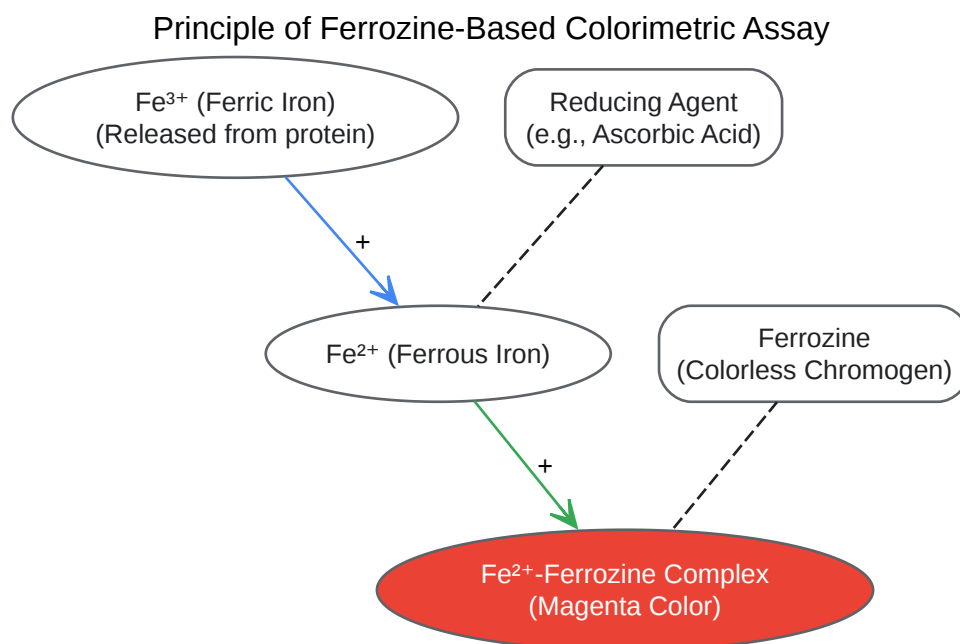 Principle of Ferrozine-Based Colorimetric Assay
Fe³⁺ (Ferric Iron)
(Released from protein)
Reducing Agent
(e.g., Ascorbic Acid)
+
Fe²⁺ (Ferrous Iron)
Ferrozine
(Colorless Chromogen)
+
Fe²⁺-Ferrozine Complex
(Magenta Color)